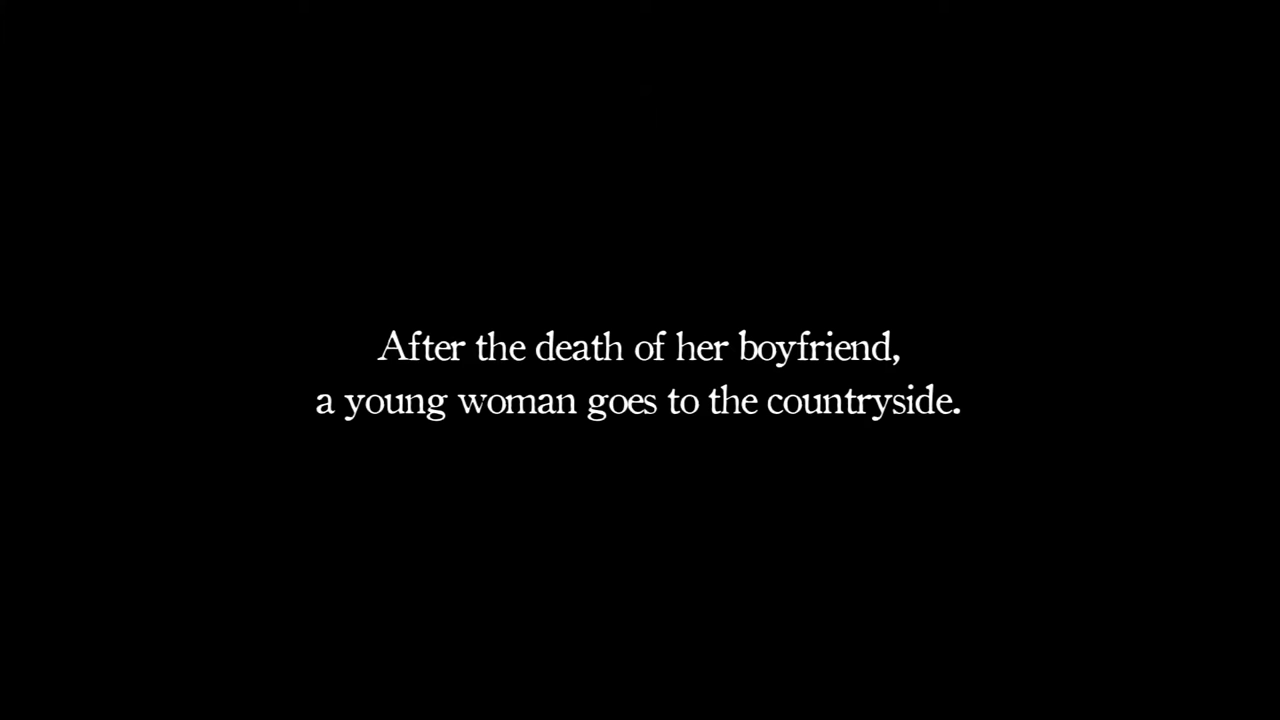 After the death of her boyfriend,
a young woman goes to the countryside.